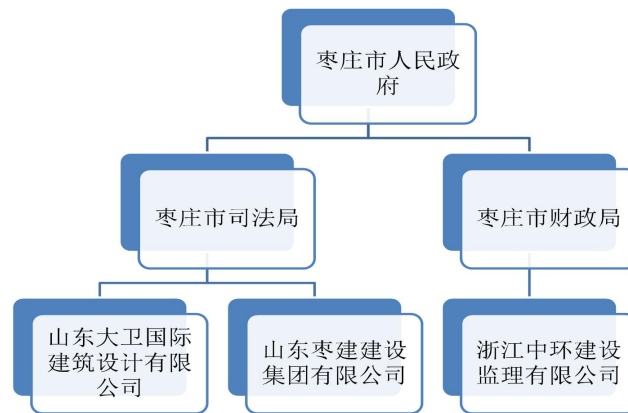 枣庄市人民政
府
枣庄市司法局
枣庄市财政局
山东大卫国际
建筑设计有限
公司
山东枣建建设
集团有限公司
浙江中环建设
监理有限公司